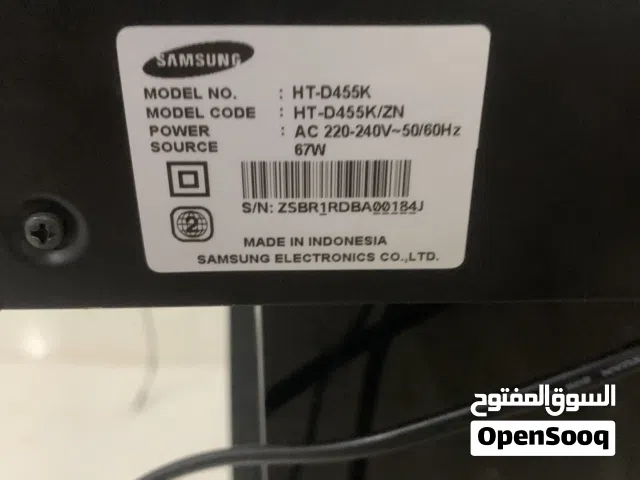 SAMSUNG
MODEL NO. : HT-D455K
MODEL CODE : HT-D455K/ZN
POWER SOURCE : AC 220-240V~50/60Hz 67W
S/N: ZSBR1RDBA00184J
2
MADE IN INDONESIA
SAMSUNG ELECTRONICS CO.,LTD.
السوق المفتوح
OpenSooq